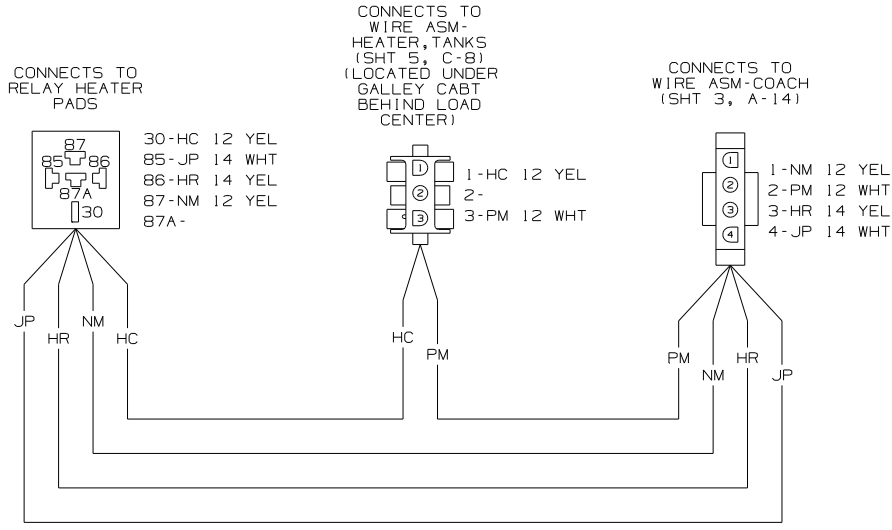 CONNECTS TO
RELAY HEATER
PADS
87
85
86
87A
30
30-HC 12 YEL
85-JP 14 WHT
86-HR 14 YEL
87-NM 12 YEL
87A-
CONNECTS TO
WIRE ASM-
HEATER,TANKS
(SHT 5, C-8)
(LOCATED UNDER
GALLEY CABT
BEHIND LOAD
CENTER)
1
2
3
1-HC 12 YEL
2-
3-PM 12 WHT
CONNECTS TO
WIRE ASM-COACH
(SHT 3, A-14)
1
2
3
4
1-NM 12 YEL
2-PM 12 WHT
3-HR 14 YEL
4-JP 14 WHT
JP
HR
NM
HC
HC
PM
PM
NM
HR
JP